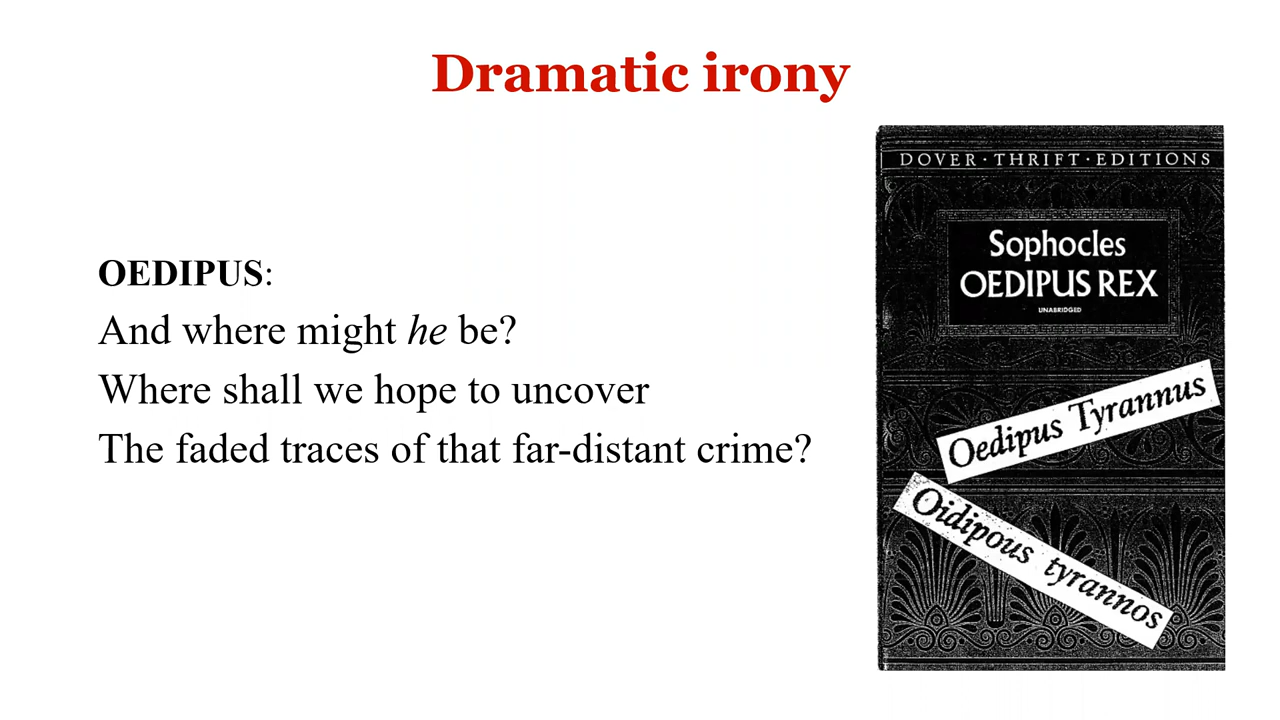 Dramatic irony
OEDIPUS:
And where might he be?
Where shall we hope to uncover
The faded traces of that far-distant crime?
DOVER · THRIFT · EDITIONS
Sophocles
OEDIPUS REX
UNABRIDGED
Oedipus Tyrannus
Oidipous tyrannos